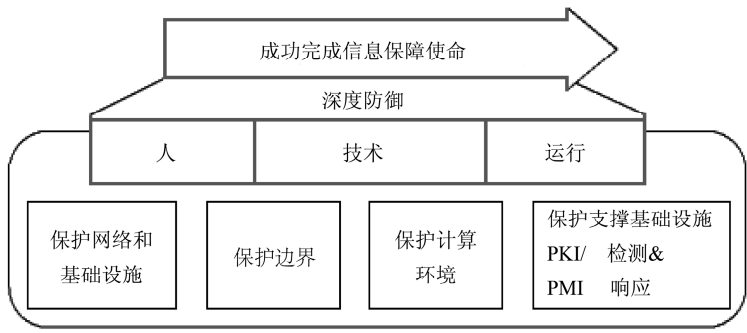 成功完成信息保障使命
深度防御
人 技术 运行
保护网络和
基础设施
保护边界
保护计算
环境
保护支撑基础设施
PKI/ 检测&
PMI 响应